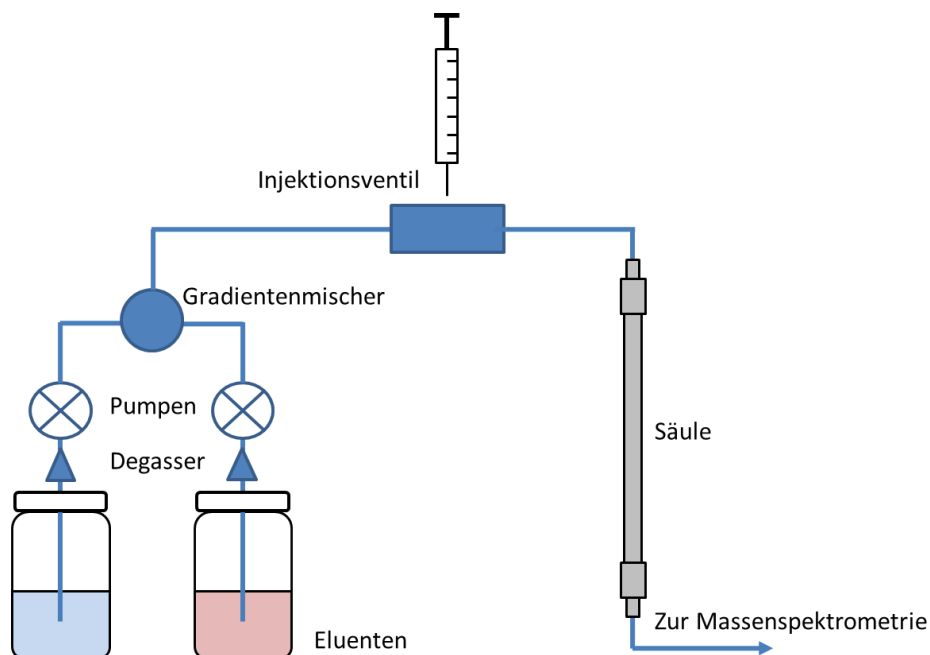 Injektionsventil
Gradientenmischer
Pumpen
Degasser
Säule
Zur Massenspektrometrie
Eluenten